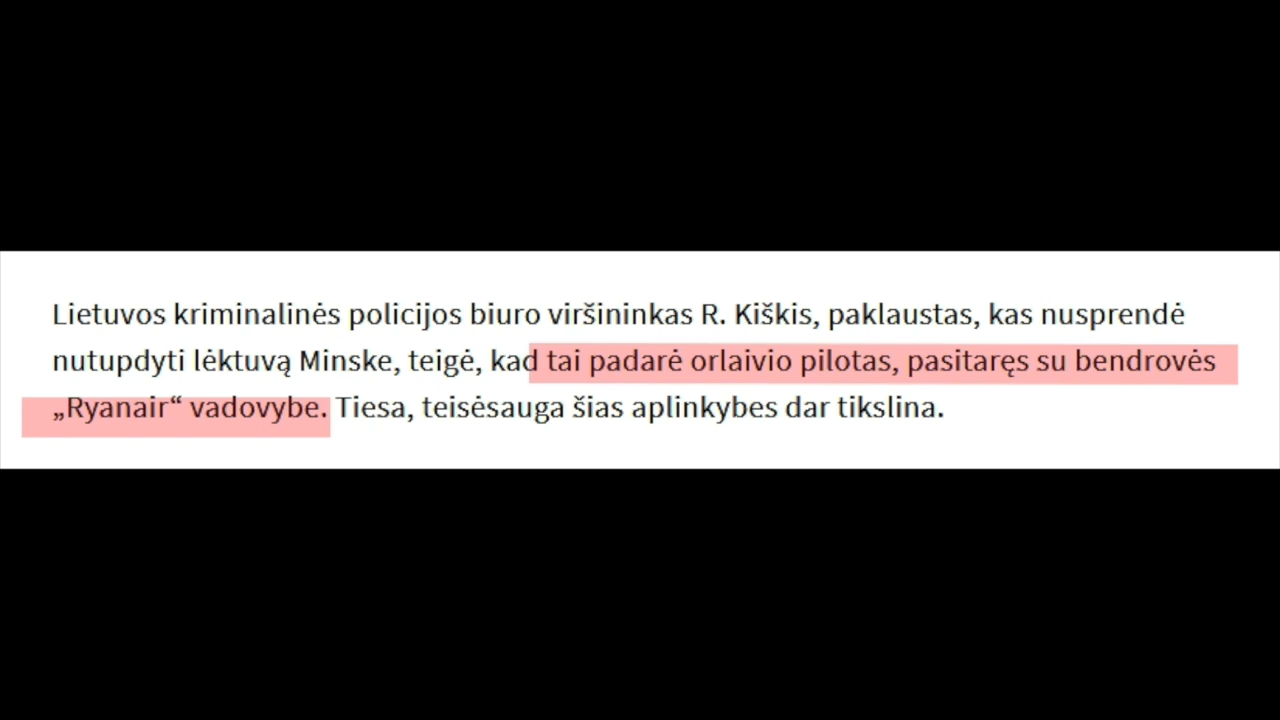 Lietuvos kriminalinės policijos biuro viršininkas R. Kiškis, paklaustas, kas nusprendė
nutupdyti lėktuvą Minske, teigė, kad tai padarė orlaivio pilotas, pasitaręs su bendrovės
„Ryanair“ vadovybe. Tiesa, teisėsauga šias aplinkybes dar tikslina.